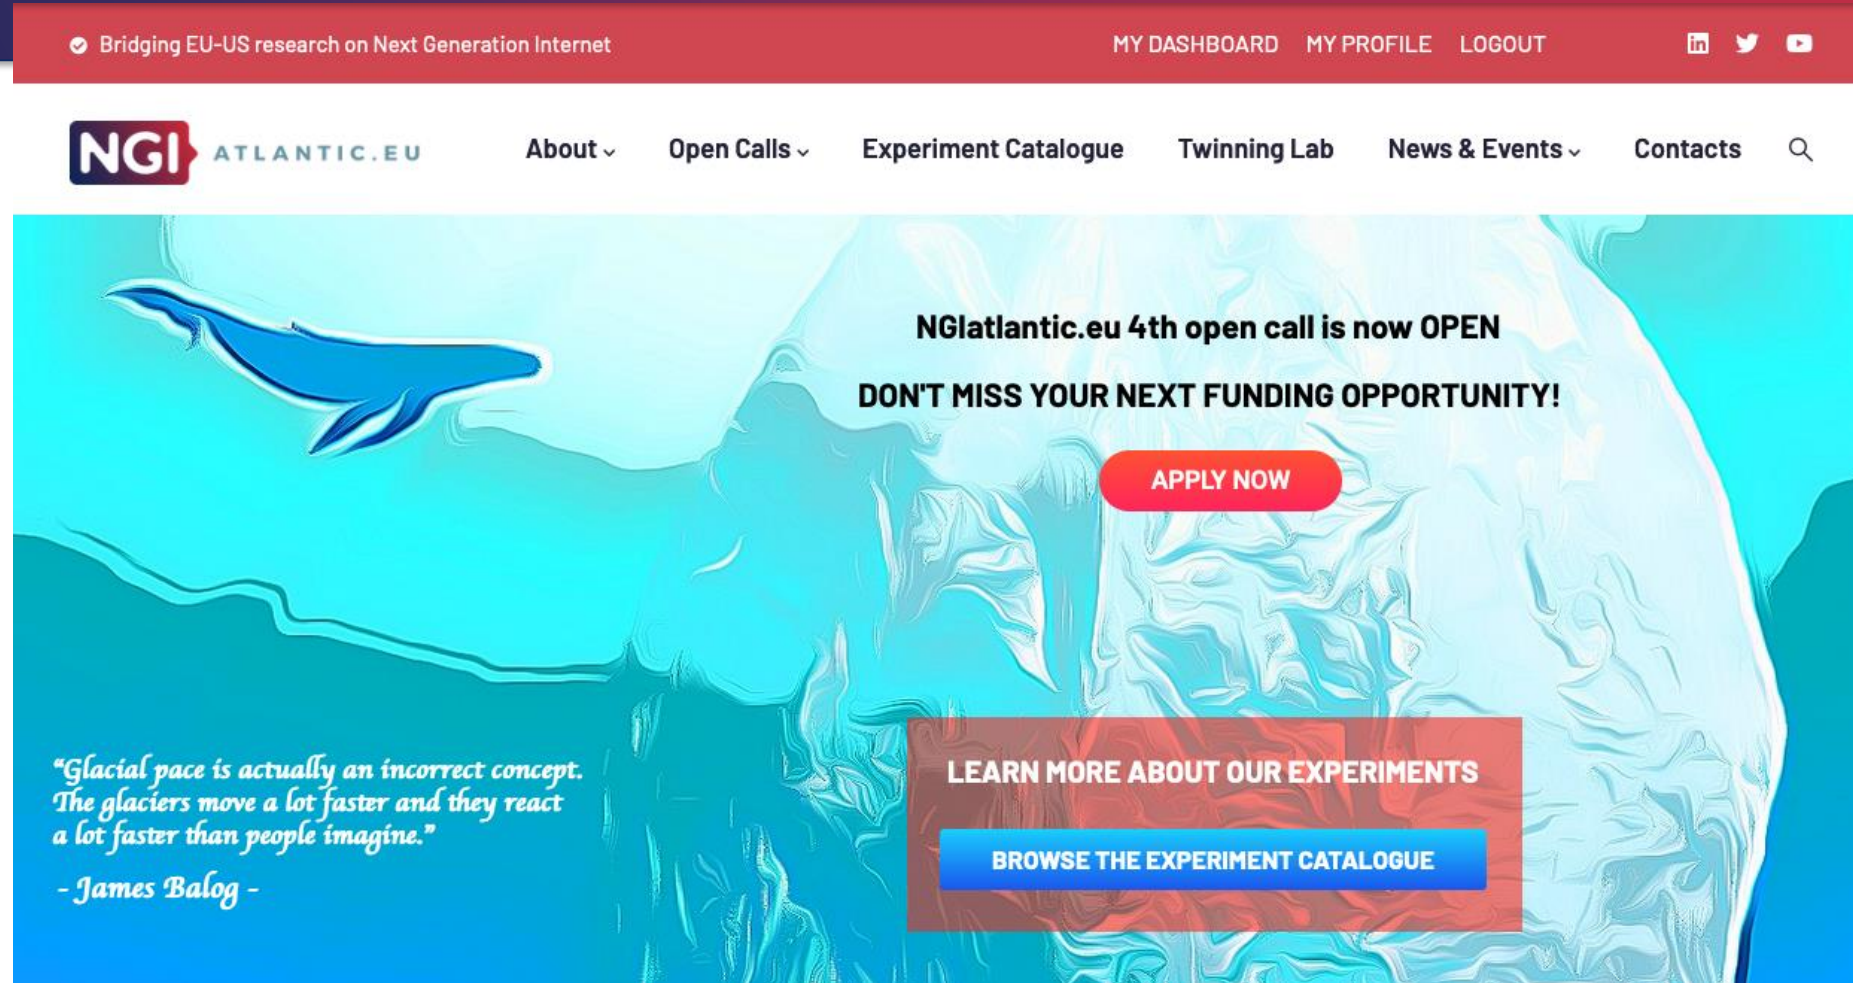 Bridging EU-US research on Next Generation Internet
MY DASHBOARD MY PROFILE LOGOUT
NGI ATLANTIC.EU
About Open Calls Experiment Catalogue Twinning Lab News & Events Contacts
NGIatlantic.eu 4th open call is now OPEN
DON'T MISS YOUR NEXT FUNDING OPPORTUNITY!
APPLY NOW
"Glacial pace is actually an incorrect concept.
The glaciers move a lot faster and they react
a lot faster than people imagine."
- James Balog -
LEARN MORE ABOUT OUR EXPERIMENTS
BROWSE THE EXPERIMENT CATALOGUE